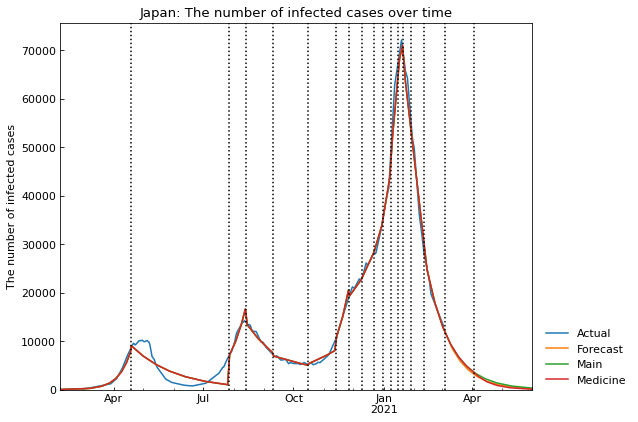 Japan: The number of infected cases over time
The number of infected cases
70000
60000
50000
40000
30000
20000
10000
0
Apr
Jul
Oct
Jan
2021
Apr
Actual
Forecast
Main
Medicine